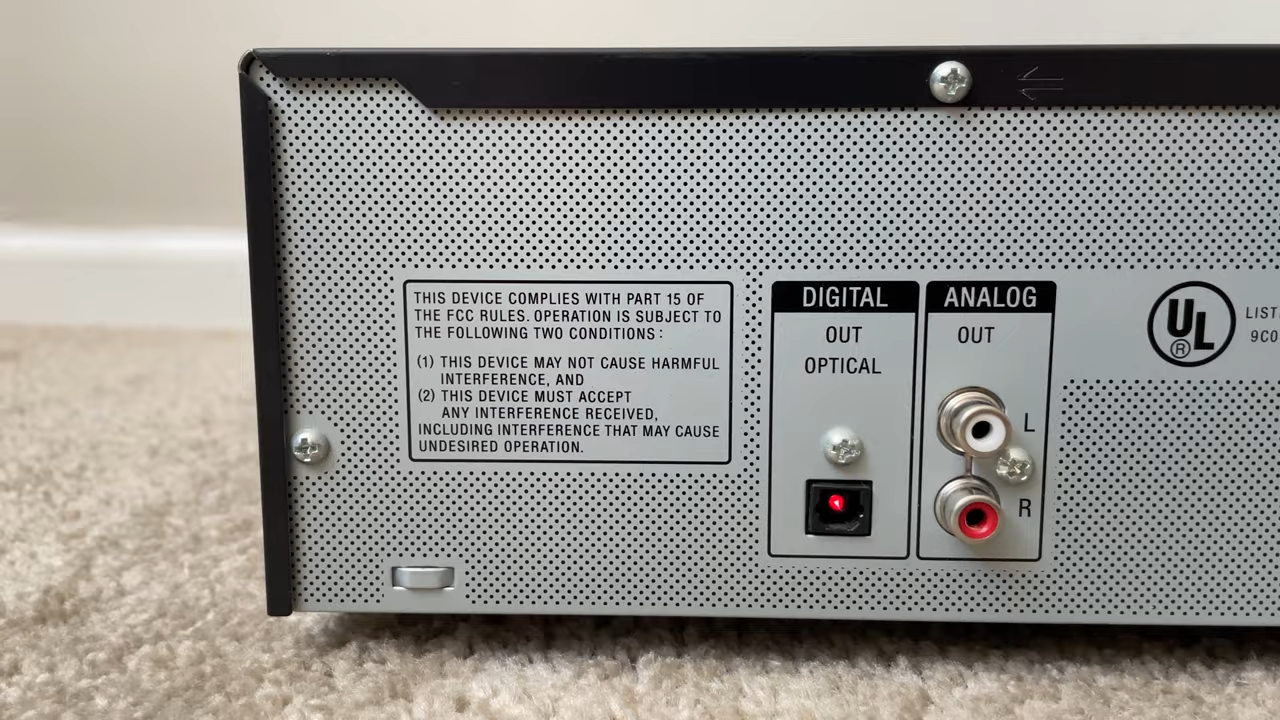 THIS DEVICE COMPLIES WITH PART 15 OF
THE FCC RULES. OPERATION IS SUBJECT TO
THE FOLLOWING TWO CONDITIONS :
(1) THIS DEVICE MAY NOT CAUSE HARMFUL
INTERFERENCE, AND
(2) THIS DEVICE MUST ACCEPT
ANY INTERFERENCE RECEIVED,
INCLUDING INTERFERENCE THAT MAY CAUSE
UNDESIRED OPERATION.
DIGITAL
OUT
OPTICAL
ANALOG
OUT
L
R
UL
®